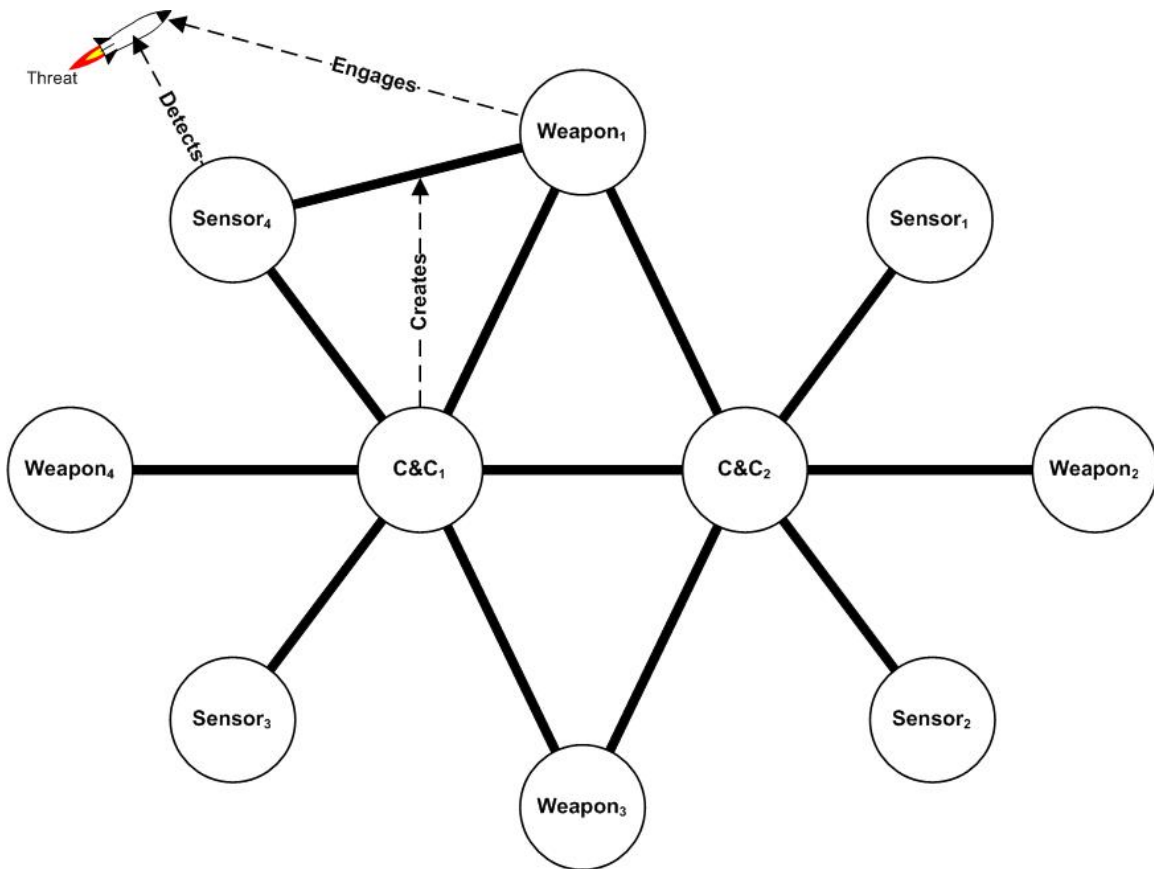 Threat
Engages
Detects
Weapon₁
Sensor₄
Sensor₁
Creates
Weapon₄
C&C₁
C&C₂
Weapon₂
Sensor₃
Sensor₂
Weapon₃